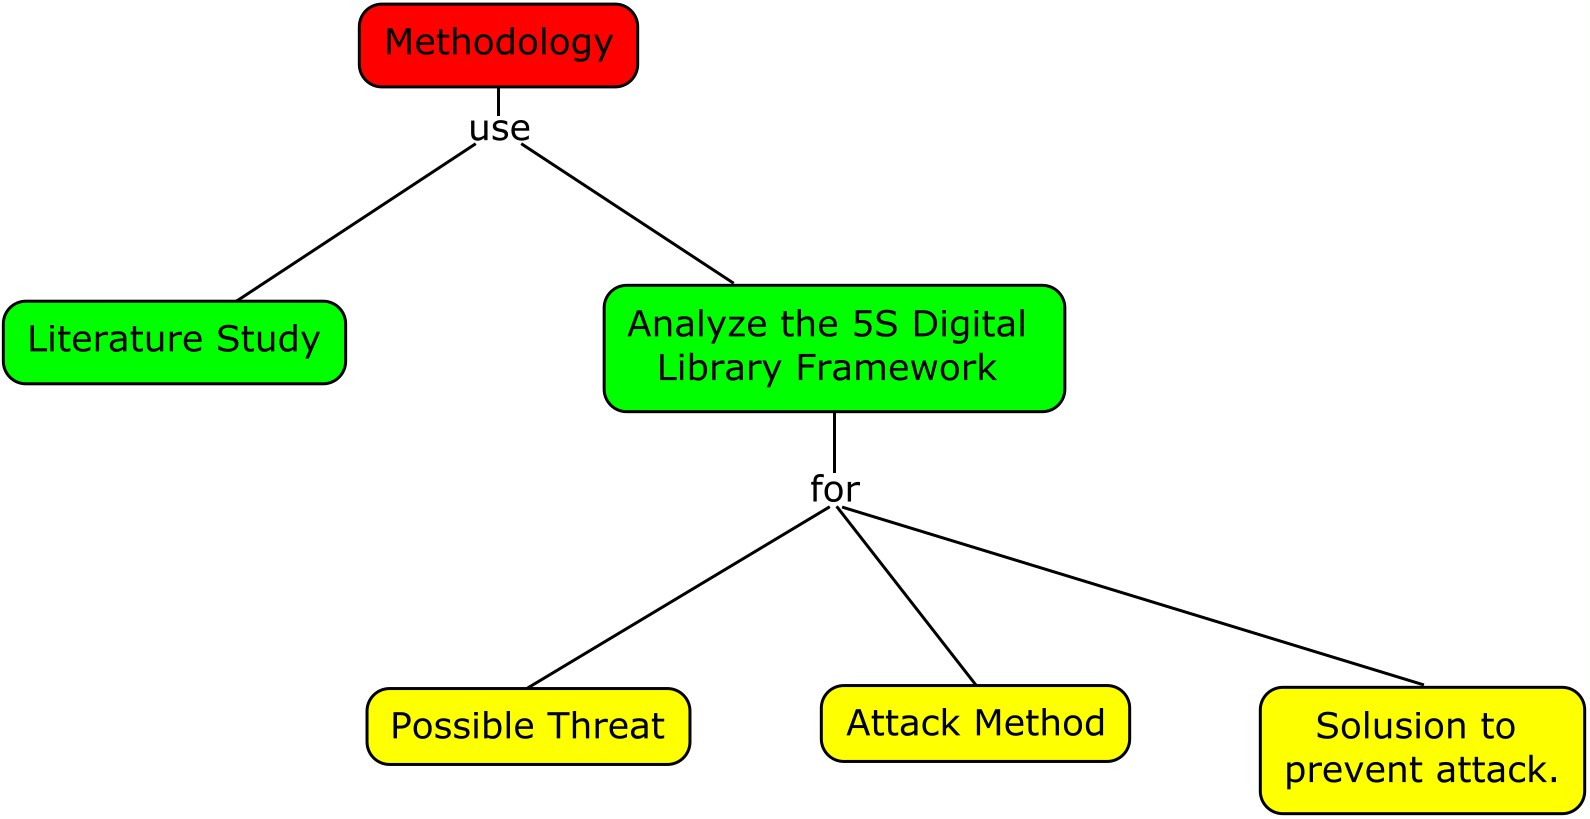 Methodology
use
Literature Study
Analyze the 5S Digital
Library Framework
for
Possible Threat
Attack Method
Solusion to
prevent attack.